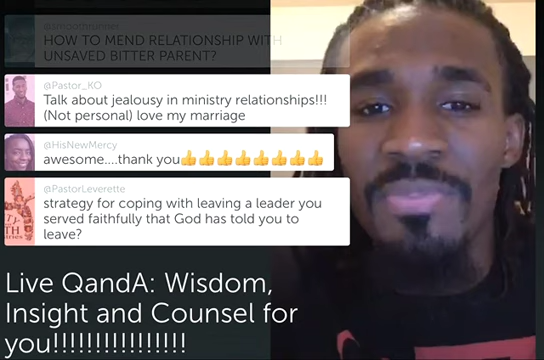 @smoothrunner
HOW TO MEND RELATIONSHIP WITH
UNSAVED BITTER PARENT?
@Pastor_KO
Talk about jealousy in ministry relationships!!!
(Not personal) love my marriage
@HisNewMercy
awesome....thank you👍👍👍👍👍👍👍👍
@PastorLeverette
strategy for coping with leaving a leader you
served faithfully that God has told you to
leave?
TH
Live QandA: Wisdom,
Insight and Counsel for
you!!!!!!!!!!!!!!!!!